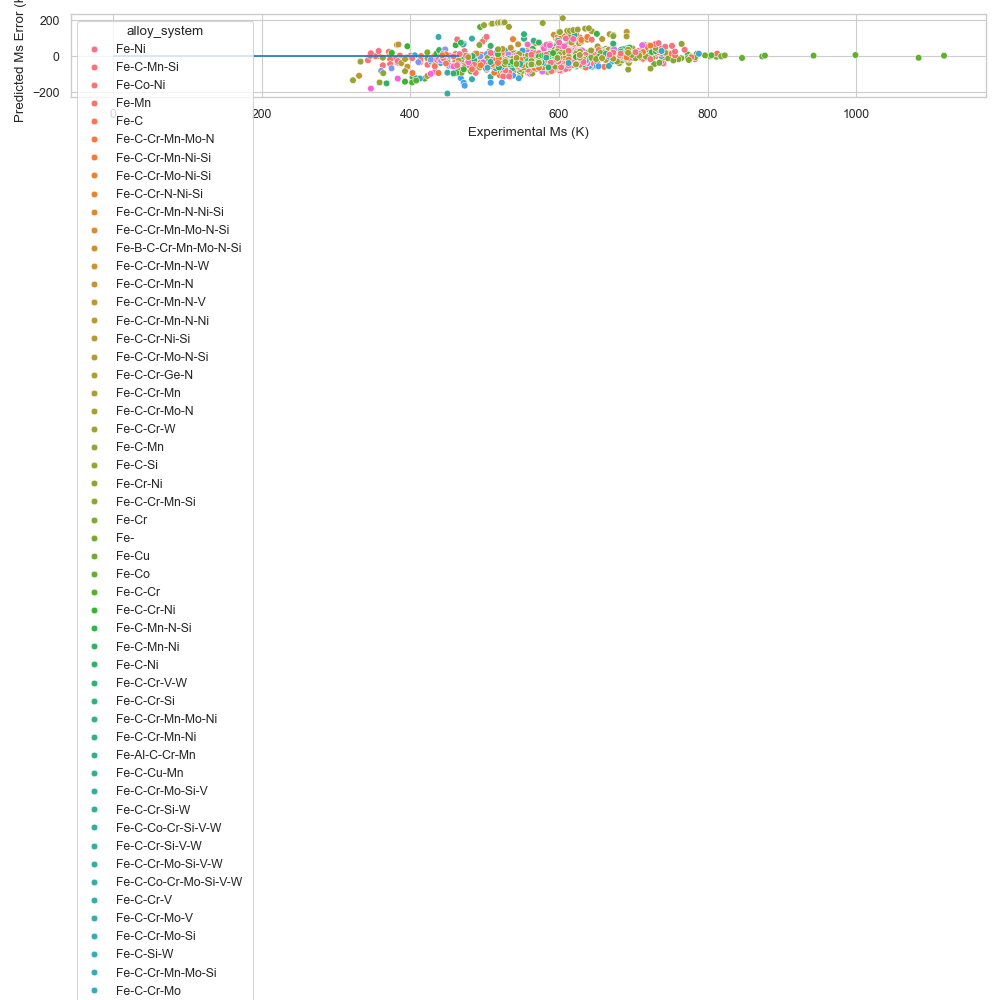 200
0
−200
Predicted Ms Error (K
0
200
400
600
800
1000
Experimental Ms (K)
alloy_system
Fe-Ni
Fe-C-Mn-Si
Fe-Co-Ni
Fe-Mn
Fe-C
Fe-C-Cr-Mn-Mo-N
Fe-C-Cr-Mn-Ni-Si
Fe-C-Cr-Mo-Ni-Si
Fe-C-Cr-N-Ni-Si
Fe-C-Cr-Mn-N-Ni-Si
Fe-C-Cr-Mn-Mo-N-Si
Fe-B-C-Cr-Mn-Mo-N-Si
Fe-C-Cr-Mn-N-W
Fe-C-Cr-Mn-N
Fe-C-Cr-Mn-N-V
Fe-C-Cr-Mn-N-Ni
Fe-C-Cr-Ni-Si
Fe-C-Cr-Mo-N-Si
Fe-C-Cr-Ge-N
Fe-C-Cr-Mn
Fe-C-Cr-Mo-N
Fe-C-Cr-W
Fe-C-Mn
Fe-C-Si
Fe-Cr-Ni
Fe-C-Cr-Mn-Si
Fe-Cr
Fe-
Fe-Cu
Fe-Co
Fe-C-Cr
Fe-C-Cr-Ni
Fe-C-Mn-N-Si
Fe-C-Mn-Ni
Fe-C-Ni
Fe-C-Cr-V-W
Fe-C-Cr-Si
Fe-C-Cr-Mn-Mo-Ni
Fe-C-Cr-Mn-Ni
Fe-Al-C-Cr-Mn
Fe-C-Cu-Mn
Fe-C-Cr-Mo-Si-V
Fe-C-Cr-Si-W
Fe-C-Co-Cr-Si-V-W
Fe-C-Cr-Si-V-W
Fe-C-Cr-Mo-Si-V-W
Fe-C-Co-Cr-Mo-Si-V-W
Fe-C-Cr-V
Fe-C-Cr-Mo-V
Fe-C-Cr-Mo-Si
Fe-C-Si-W
Fe-C-Cr-Mn-Mo-Si
Fe-C-Cr-Mo